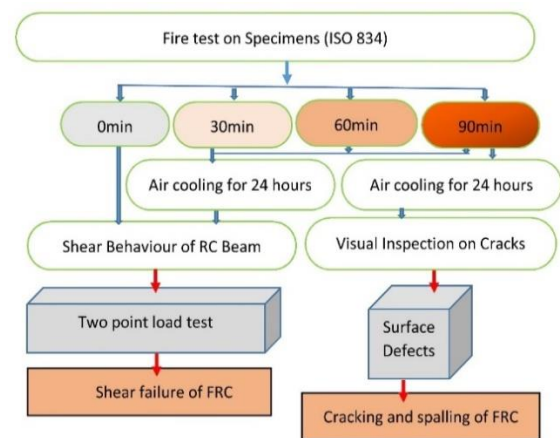 Fire test on Specimens (ISO 834)
0min
30min
60min
90min
Air cooling for 24 hours
Air cooling for 24 hours
Shear Behaviour of RC Beam
Visual Inspection on Cracks
Two point load test
Surface
Defects
Shear failure of FRC
Cracking and spalling of FRC